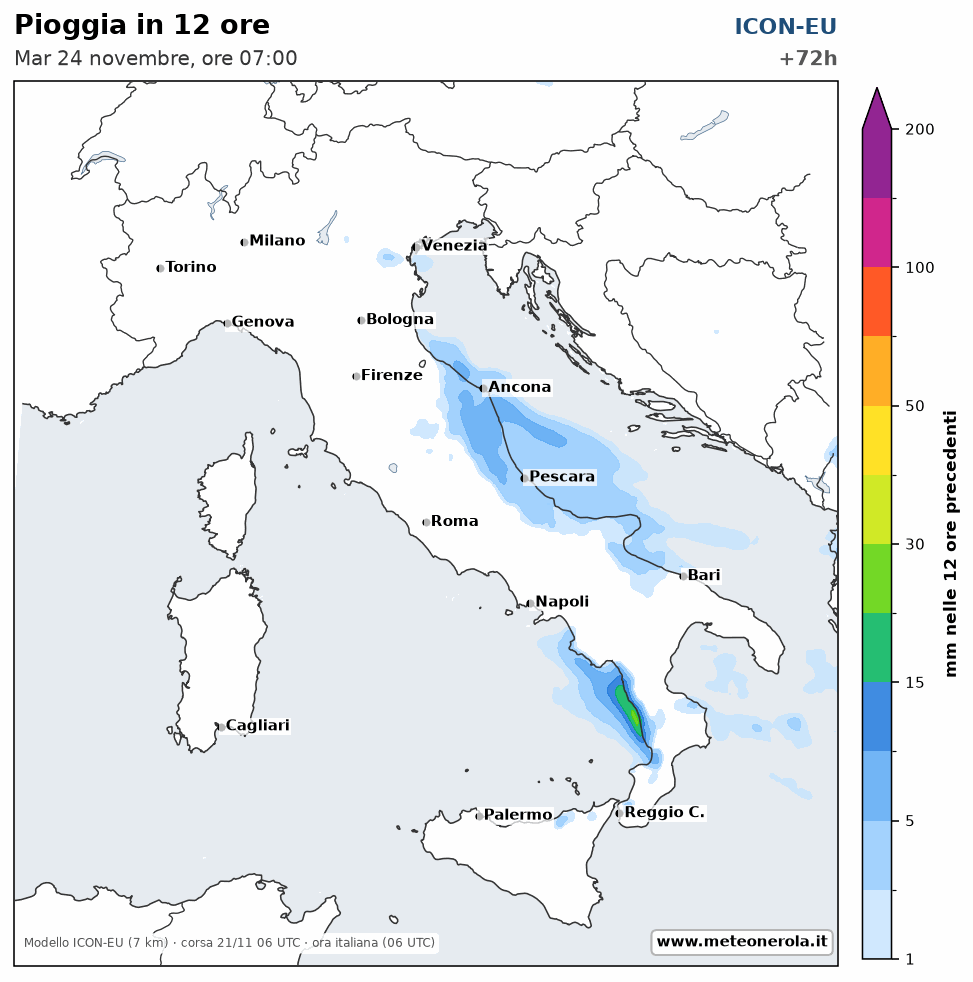 Pioggia in 12 ore
ICON-EU
Mar 24 novembre, ore 07:00
+72h
200
Milano
Venezia
Torino
100
Genova
Bologna
Firenze
Ancona
50
Pescara
Roma
30
Bari
Napoli
15
Cagliari
Palermo
Reggio C.
5
1
mm nelle 12 ore precedenti
Modello ICON-EU (7 km) · corsa 21/11 06 UTC · ora italiana (06 UTC)
www.meteonerola.it